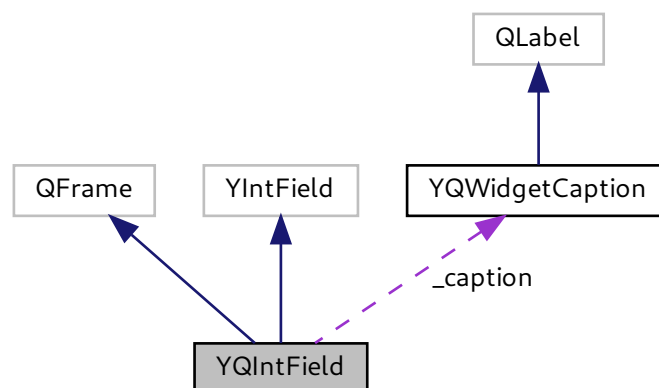 QLabel
QFrame
YIntField
YQWidgetCaption
_caption
YQIntField